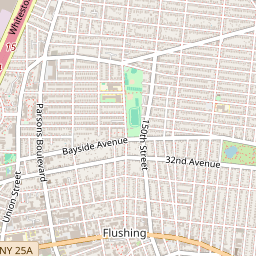 Whitesto
15
Parsons Boulevard
150th Street
Bayside Avenue
32nd Avenue
Union Street
Flushing
NY 25A